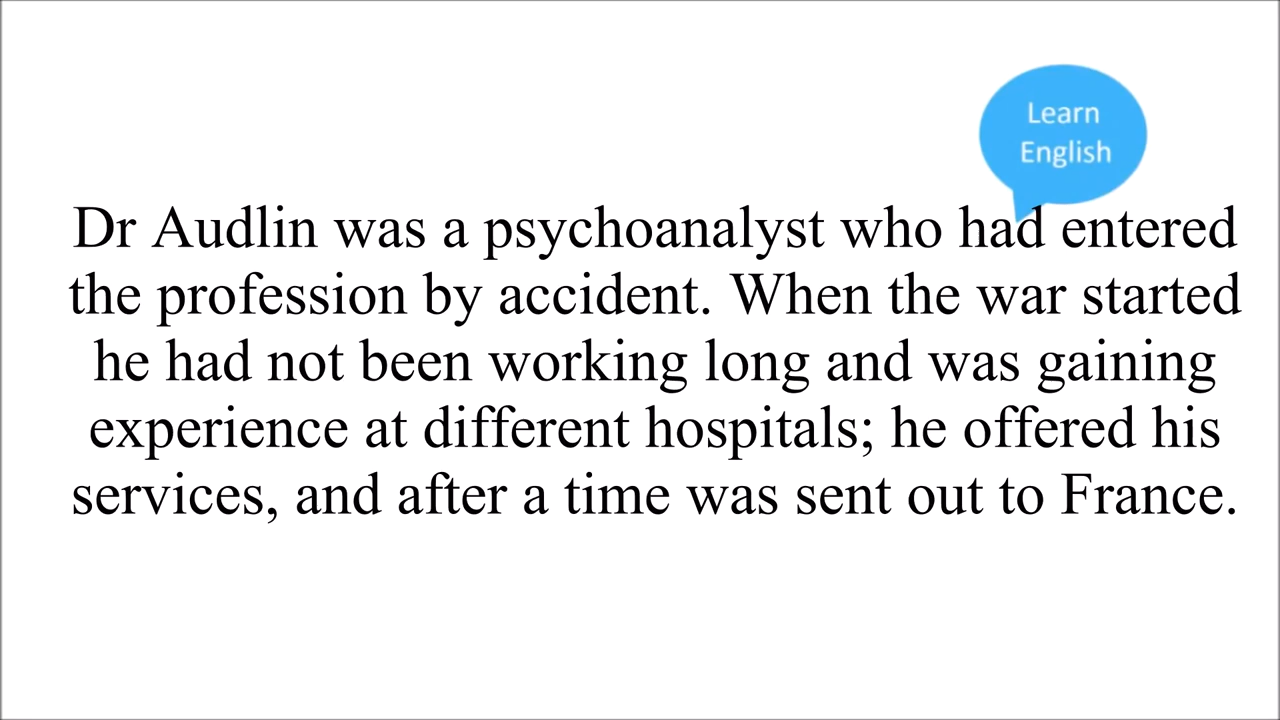 Learn
English
Dr Audlin was a psychoanalyst who had entered
the profession by accident. When the war started
he had not been working long and was gaining
experience at different hospitals; he offered his
services, and after a time was sent out to France.